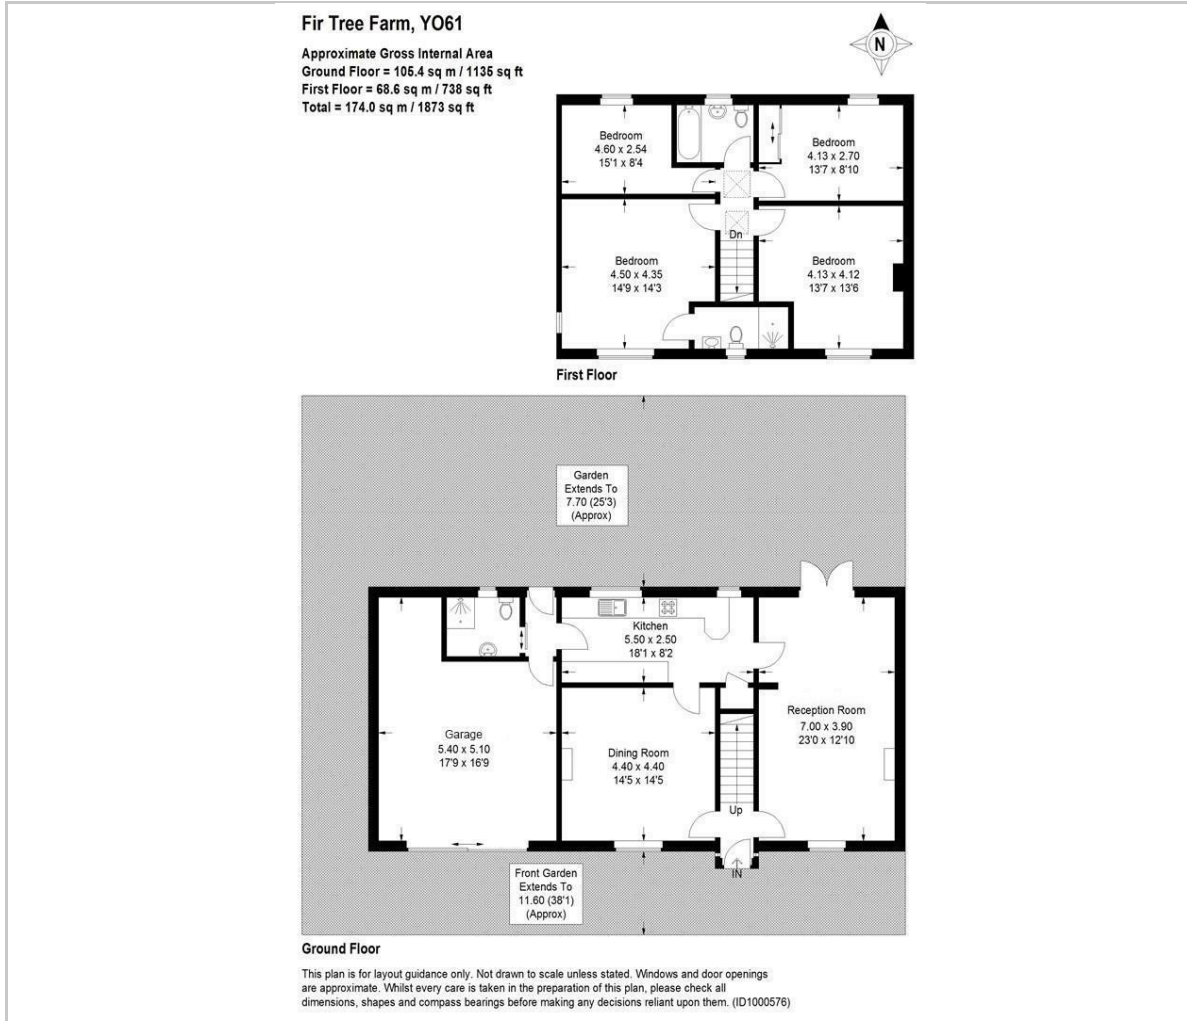 Fir Tree Farm, YO61
Approximate Gross Internal Area
Ground Floor = 105.4 sq m / 1135 sq ft
First Floor = 68.6 sq m / 738 sq ft
Total = 174.0 sq m / 1873 sq ft
N
Bedroom
4.60 x 2.54
15'1 x 8'4
Bedroom
4.13 x 2.70
13'7 x 8'10
Dn
Bedroom
4.50 x 4.35
14'9 x 14'3
Bedroom
4.13 x 4.12
13'7 x 13'6
First Floor
Garden
Extends To
7.70 (25'3)
(Approx)
Kitchen
5.50 x 2.50
18'1 x 8'2
Reception Room
7.00 x 3.90
23'0 x 12'10
Garage
5.40 x 5.10
17'9 x 16'9
Dining Room
4.40 x 4.40
14'5 x 14'5
Up
IN
Front Garden
Extends To
11.60 (38'1)
(Approx)
Ground Floor
This plan is for layout guidance only. Not drawn to scale unless stated. Windows and door openings
are approximate. Whilst every care is taken in the preparation of this plan, please check all
dimensions, shapes and compass bearings before making any decisions reliant upon them. (ID1000576)